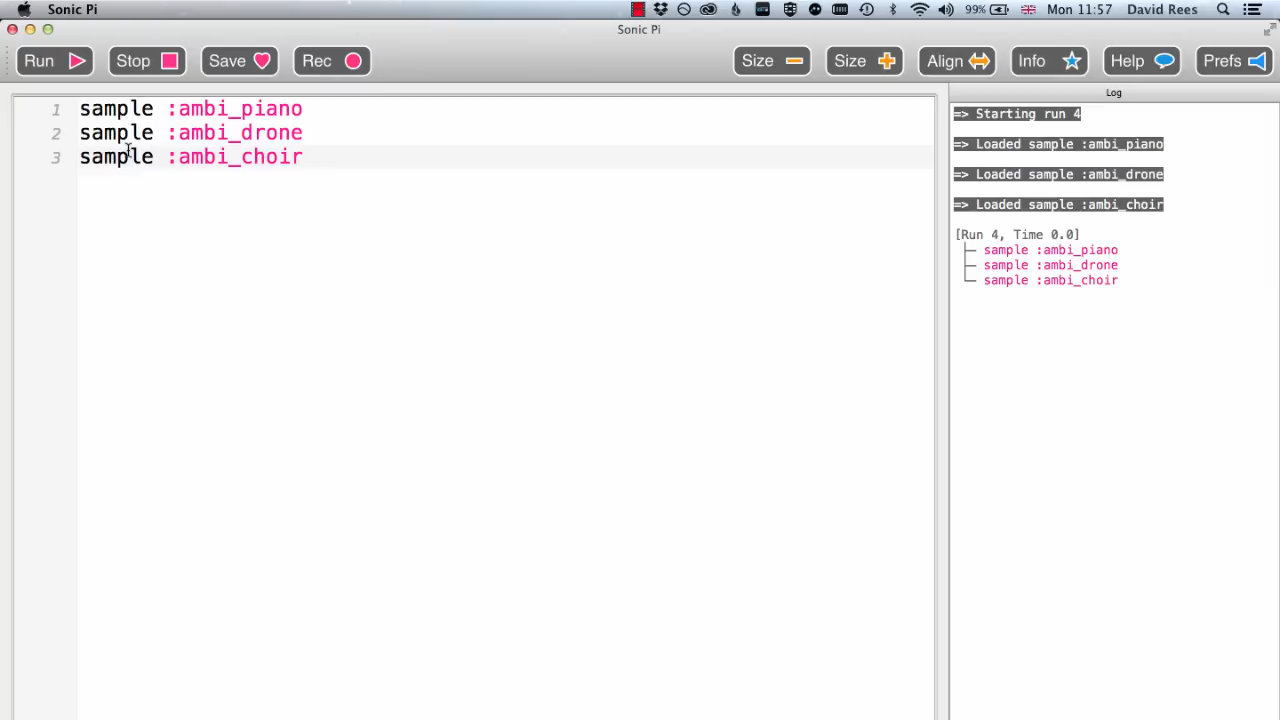 Sonic Pi 99% Mon 11:57 David Rees
Sonic Pi
Run Stop Save Rec Size Size Align Info Help Prefs
Log
1 sample :ambi_piano
2 sample :ambi_drone
3 sample :ambi_choir
=> Starting run 4
=> Loaded sample :ambi_piano
=> Loaded sample :ambi_drone
=> Loaded sample :ambi_choir
[Run 4, Time 0.0]
sample :ambi_piano
sample :ambi_drone
sample :ambi_choir